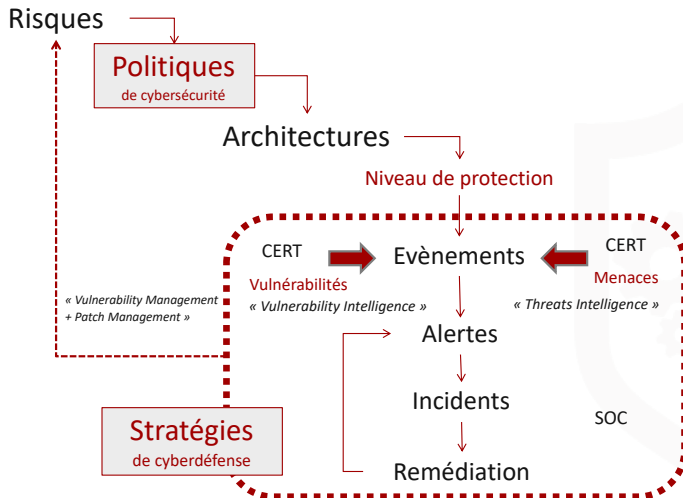 Risques
Politiques
de cybersécurité
Architectures
Niveau de protection
CERT
Evènements
CERT
Vulnérabilités
Menaces
« Vulnerability Management
+ Patch Management »
« Vulnerability Intelligence »
« Threats Intelligence »
Alertes
Incidents
SOC
Stratégies
de cyberdéfense
Remédiation